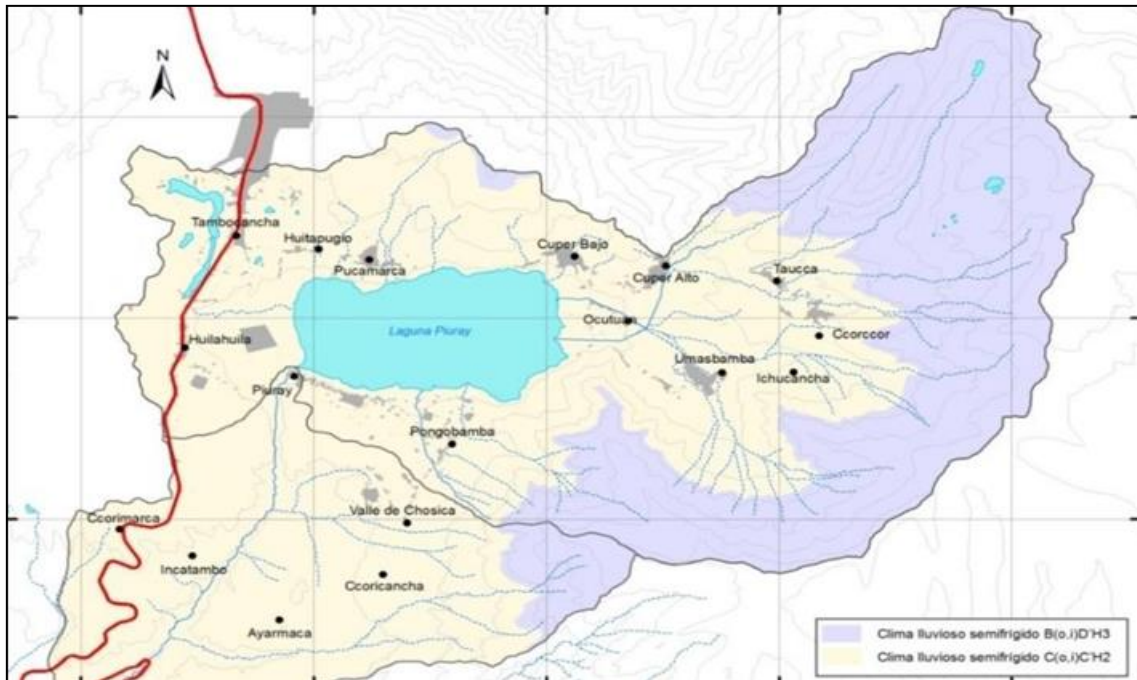 N
Tambocancha
Huitapugio
Pucamarca
Cuper Bajo
Cuper Alto
Taucca
Laguna Piuray
Ocutuan
Ccorccor
Huilahuila
Umasbamba
Ichucancha
Piuray
Pongobamba
Valle de Chosica
Ccorimarca
Incatambo
Ccoricancha
Ayarmaca
Clima lluvioso semifrígido B(o,i)D'H3
Clima lluvioso semifrígido C(o,i)C'H2